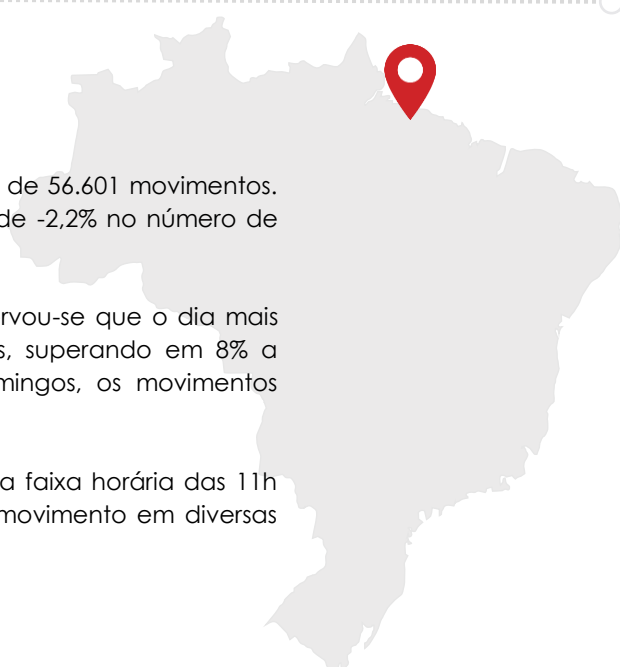 de 56.601 movimentos.
de -2,2% no número de
rvou-se que o dia mais
s, superando em 8% a
mingos, os movimentos
a faixa horária das 11h
movimento em diversas